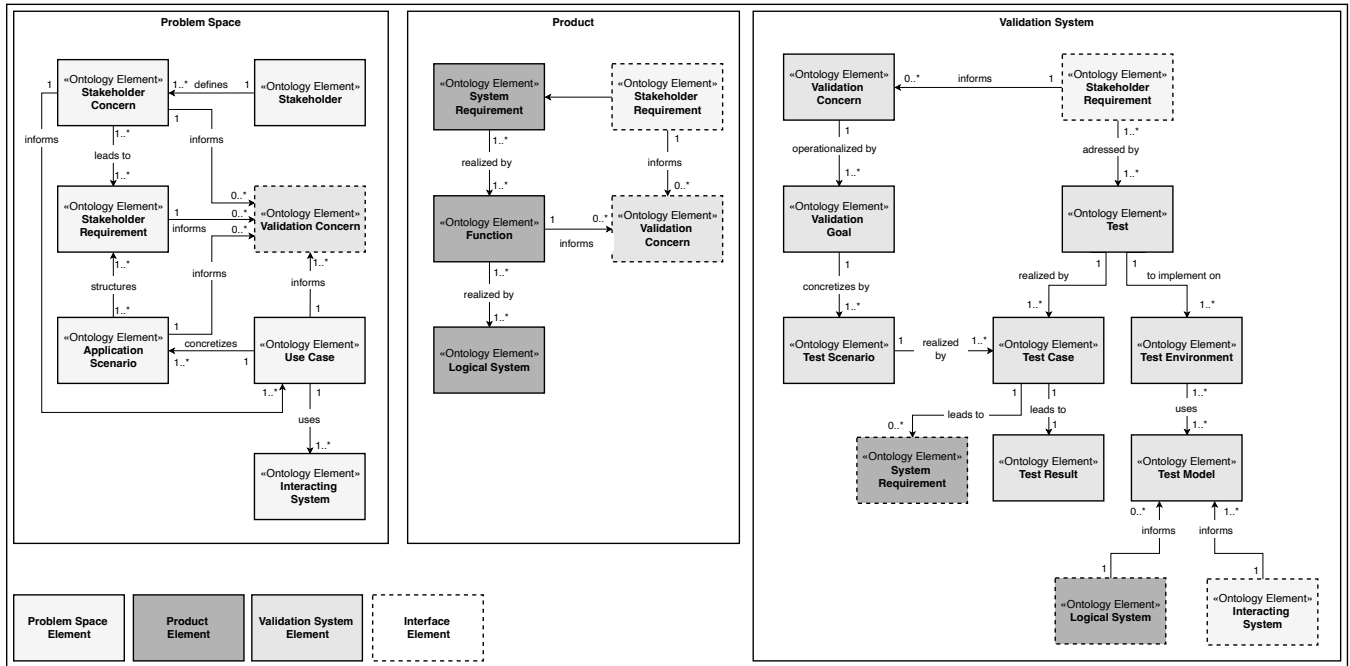 Problem Space
«Ontology Element»
Stakeholder
Concern
1..*
defines
1
«Ontology Element»
Stakeholder
1
informs
1
informs
1..*
leads to
1..*
0..*
«Ontology Element»
Stakeholder
Requirement
1
informs
0..*
0..*
«Ontology Element»
Validation Concern
1..*
structures
1..*
informs
1..*
informs
1
«Ontology Element»
Application
Scenario
1
concretizes
1..*
1
«Ontology Element»
Use Case
1..*
1
uses
1..*
«Ontology Element»
Interacting
System
Product
«Ontology Element»
System
Requirement
«Ontology Element»
Stakeholder
Requirement
1..*
realized by
1..*
1
informs
0..*
«Ontology Element»
Function
1
informs
0..*
«Ontology Element»
Validation
Concern
1..*
realized by
1..*
«Ontology Element»
Logical System
Validation System
«Ontology Element»
Validation
Concern
0..*
informs
1
«Ontology Element»
Stakeholder
Requirement
1
operationalized by
1..*
1..*
adressed by
1..*
«Ontology Element»
Validation
Goal
«Ontology Element»
Test
1
concretizes by
1..*
1
realized by
1..*
1
to implement on
1..*
«Ontology Element»
Test Scenario
1
realized
by
1..*
«Ontology Element»
Test Case
«Ontology Element»
Test Environment
1
leads to
0..*
1
leads to
1
1..*
uses
1..*
«Ontology Element»
System
Requirement
«Ontology Element»
Test Result
«Ontology Element»
Test Model
0..*
informs
1
1..*
informs
1
«Ontology Element»
Logical System
«Ontology Element»
Interacting
System
Problem Space
Element
Product
Element
Validation System
Element
Interface
Element